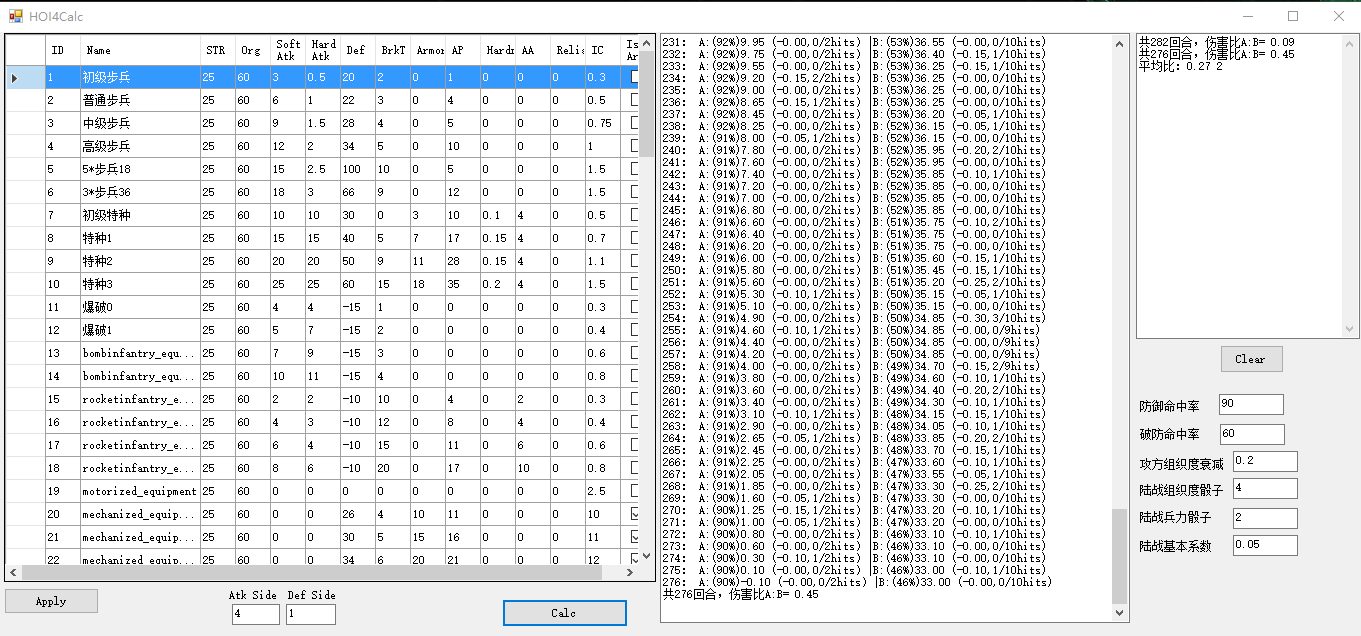 HOI4Calc
ID Name STR Org Soft Atk Hard Atk Def BrkT Armor AP Hardn AA Relia IC Is Ar
1 初级步兵 25 60 3 0.5 20 2 0 1 0 0 0 0.3
2 普通步兵 25 60 6 1 22 3 0 4 0 0 0 0.5
3 中级步兵 25 60 9 1.5 28 4 0 5 0 0 0 0.75
4 高级步兵 25 60 12 2 34 5 0 10 0 0 0 1
5 5*步兵18 25 60 15 2.5 100 10 0 5 0 0 0 1.5
6 3*步兵36 25 60 18 3 66 9 0 12 0 0 0 1.5
7 初级特种 25 60 10 10 30 0 3 10 0.1 4 0 0.5
8 特种1 25 60 15 15 40 5 7 17 0.15 4 0 0.7
9 特种2 25 60 20 20 50 9 11 28 0.15 4 0 1.1
10 特种3 25 60 25 25 60 15 18 35 0.2 4 0 1.5
11 爆破0 25 60 4 4 -15 1 0 0 0 0 0 0.3
12 爆破1 25 60 5 7 -15 2 0 0 0 0 0 0.4
13 bombinfantry_equ... 25 60 7 9 -15 3 0 0 0 0 0 0.6
14 bombinfantry_equ... 25 60 10 11 -15 4 0 0 0 0 0 0.8
15 rocketinfantry_e... 25 60 2 2 -10 10 0 4 0 2 0 0.3
16 rocketinfantry_e... 25 60 4 3 -10 12 0 8 0 4 0 0.4
17 rocketinfantry_e... 25 60 6 4 -10 15 0 11 0 6 0 0.6
18 rocketinfantry_e... 25 60 8 6 -10 20 0 17 0 10 0 0.8
19 motorized_equipment 25 60 0 0 0 0 0 0 0 0 0 2.5
20 mechanized_equip... 25 60 0 0 26 4 10 11 0 0 0 10
21 mechanized_equip... 25 60 0 0 30 5 15 16 0 0 0 11
22 mechanized_equip... 25 60 0 0 34 6 20 21 0 0 0 12
Apply
Atk Side Def Side
4 1
Calc
231: A:(92%)9.95 (-0.00,0/2hits) |B:(53%)36.55 (-0.00,0/10hits)
232: A:(92%)9.75 (-0.00,0/2hits) |B:(53%)36.40 (-0.15,1/10hits)
233: A:(92%)9.55 (-0.00,0/2hits) |B:(53%)36.25 (-0.15,1/10hits)
234: A:(92%)9.20 (-0.15,2/2hits) |B:(53%)36.25 (-0.00,0/10hits)
235: A:(92%)9.00 (-0.00,0/2hits) |B:(53%)36.25 (-0.00,0/10hits)
236: A:(92%)8.65 (-0.15,1/2hits) |B:(53%)36.25 (-0.00,0/10hits)
237: A:(92%)8.45 (-0.00,0/2hits) |B:(53%)36.20 (-0.05,1/10hits)
238: A:(92%)8.25 (-0.00,0/2hits) |B:(52%)36.15 (-0.05,1/10hits)
239: A:(91%)8.00 (-0.05,1/2hits) |B:(52%)36.15 (-0.00,0/10hits)
240: A:(91%)7.80 (-0.00,0/2hits) |B:(52%)35.95 (-0.20,2/10hits)
241: A:(91%)7.60 (-0.00,0/2hits) |B:(52%)35.95 (-0.00,0/10hits)
242: A:(91%)7.40 (-0.00,0/2hits) |B:(52%)35.85 (-0.10,1/10hits)
243: A:(91%)7.20 (-0.00,0/2hits) |B:(52%)35.85 (-0.00,0/10hits)
244: A:(91%)7.00 (-0.00,0/2hits) |B:(52%)35.85 (-0.00,0/10hits)
245: A:(91%)6.80 (-0.00,0/2hits) |B:(52%)35.85 (-0.00,0/10hits)
246: A:(91%)6.60 (-0.00,0/2hits) |B:(51%)35.75 (-0.10,2/10hits)
247: A:(91%)6.40 (-0.00,0/2hits) |B:(51%)35.75 (-0.00,0/10hits)
248: A:(91%)6.20 (-0.00,0/2hits) |B:(51%)35.75 (-0.00,0/10hits)
249: A:(91%)6.00 (-0.00,0/2hits) |B:(51%)35.60 (-0.15,1/10hits)
250: A:(91%)5.80 (-0.00,0/2hits) |B:(51%)35.45 (-0.15,1/10hits)
251: A:(91%)5.60 (-0.00,0/2hits) |B:(51%)35.20 (-0.25,2/10hits)
252: A:(91%)5.30 (-0.10,1/2hits) |B:(50%)35.15 (-0.05,1/10hits)
253: A:(91%)5.10 (-0.00,0/2hits) |B:(50%)35.15 (-0.00,0/10hits)
254: A:(91%)4.90 (-0.00,0/2hits) |B:(50%)34.85 (-0.30,3/10hits)
255: A:(91%)4.60 (-0.10,1/2hits) |B:(50%)34.85 (-0.00,0/9hits)
256: A:(91%)4.40 (-0.00,0/2hits) |B:(50%)34.85 (-0.00,0/9hits)
257: A:(91%)4.20 (-0.00,0/2hits) |B:(50%)34.85 (-0.00,0/9hits)
258: A:(91%)4.00 (-0.00,0/2hits) |B:(49%)34.70 (-0.15,2/9hits)
259: A:(91%)3.80 (-0.00,0/2hits) |B:(49%)34.60 (-0.10,1/10hits)
260: A:(91%)3.60 (-0.00,0/2hits) |B:(49%)34.40 (-0.20,2/10hits)
261: A:(91%)3.40 (-0.00,0/2hits) |B:(49%)34.30 (-0.10,1/10hits)
262: A:(91%)3.10 (-0.10,1/2hits) |B:(48%)34.15 (-0.15,1/10hits)
263: A:(91%)2.90 (-0.00,0/2hits) |B:(48%)34.05 (-0.10,1/10hits)
264: A:(91%)2.65 (-0.05,1/2hits) |B:(48%)33.85 (-0.20,2/10hits)
265: A:(91%)2.45 (-0.00,0/2hits) |B:(48%)33.70 (-0.15,1/10hits)
266: A:(91%)2.25 (-0.00,0/2hits) |B:(47%)33.60 (-0.10,1/10hits)
267: A:(91%)2.05 (-0.00,0/2hits) |B:(47%)33.55 (-0.05,1/10hits)
268: A:(91%)1.85 (-0.00,0/2hits) |B:(47%)33.30 (-0.25,2/10hits)
269: A:(90%)1.60 (-0.05,1/2hits) |B:(47%)33.30 (-0.00,0/10hits)
270: A:(90%)1.25 (-0.15,1/2hits) |B:(47%)33.20 (-0.10,1/10hits)
271: A:(90%)1.00 (-0.05,1/2hits) |B:(47%)33.20 (-0.00,0/10hits)
272: A:(90%)0.80 (-0.00,0/2hits) |B:(46%)33.10 (-0.10,1/10hits)
273: A:(90%)0.60 (-0.00,0/2hits) |B:(46%)33.10 (-0.00,0/10hits)
274: A:(90%)0.30 (-0.10,1/2hits) |B:(46%)33.10 (-0.00,0/10hits)
275: A:(90%)0.10 (-0.00,0/2hits) |B:(46%)33.00 (-0.10,1/10hits)
276: A:(90%)-0.10 (-0.00,0/2hits) |B:(46%)33.00 (-0.00,0/10hits)
共276回合，伤害比A:B= 0.45
共282回合，伤害比A:B= 0.09
共276回合，伤害比A:B= 0.45
平均比: 0.27 2
Clear
防御命中率 90
破防命中率 60
攻方组织度衰减 0.2
陆战组织度骰子 4
陆战兵力骰子 2
陆战基本系数 0.05